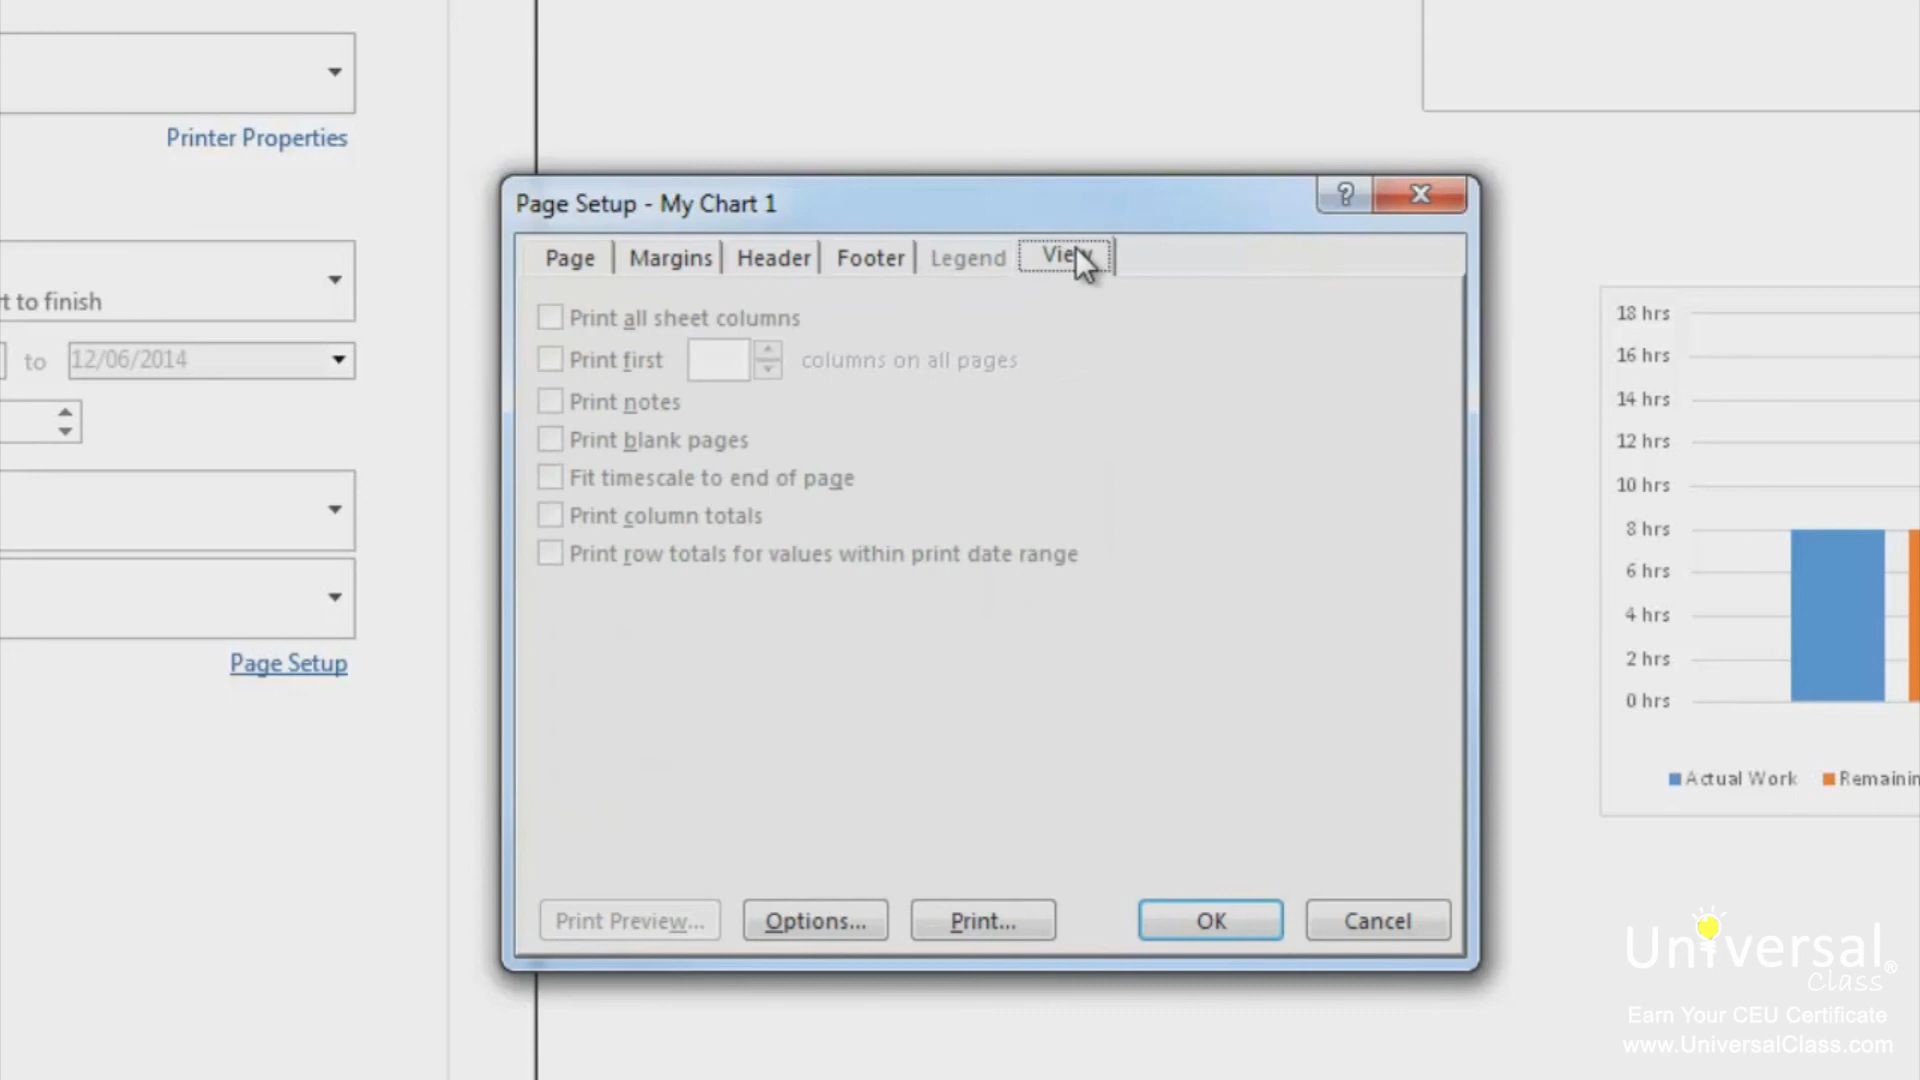 Printer Properties
rt to finish
to 12/06/2014
Page Setup
Page Setup - My Chart 1
?
Page Margins Header Footer Legend View
Print all sheet columns
Print first columns on all pages
Print notes
Print blank pages
Fit timescale to end of page
Print column totals
Print row totals for values within print date range
Print Preview... Options... Print... OK Cancel
18 hrs
16 hrs
14 hrs
12 hrs
10 hrs
8 hrs
6 hrs
4 hrs
2 hrs
0 hrs
Actual Work Remainin
Universal
Class®
Earn Your CEU Certificate
www.UniversalClass.com